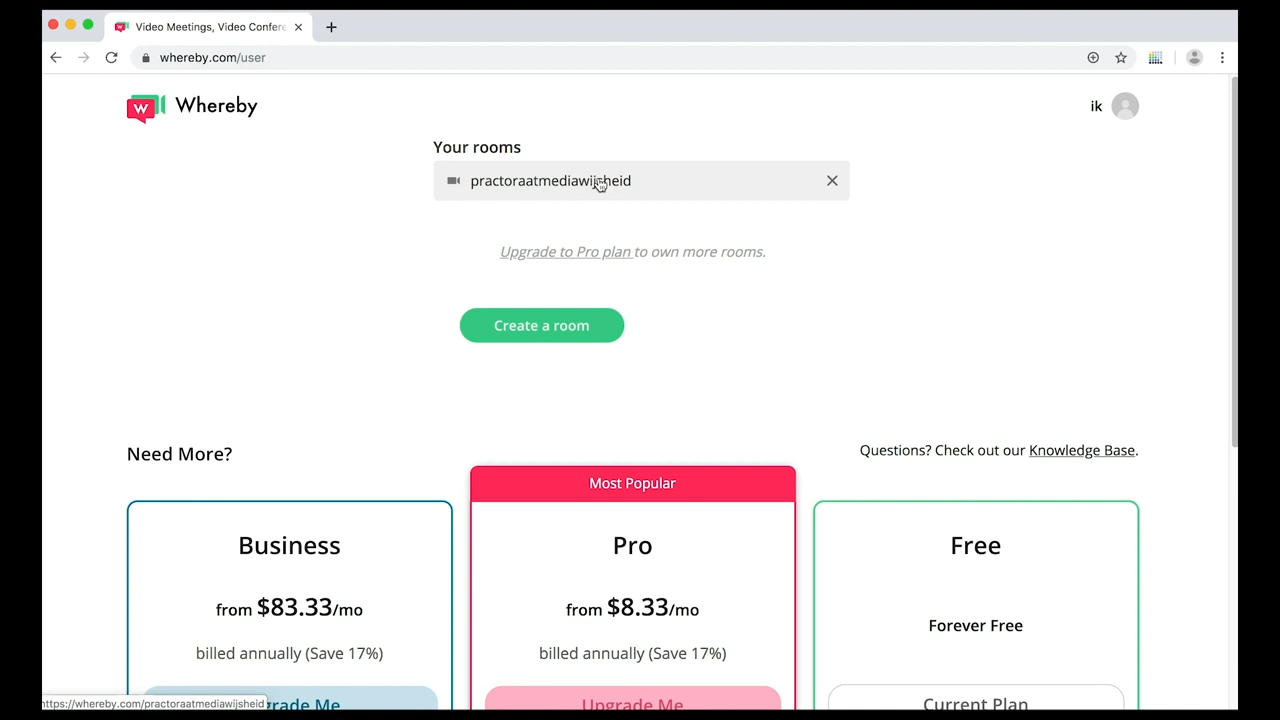 Video Meetings, Video Confere
whereby.com/user
W Whereby
ik
Your rooms
practoraatmediawijsheid
Upgrade to Pro plan to own more rooms.
Create a room
Need More?
Questions? Check out our Knowledge Base.
Most Popular
Business
Pro
Free
from $83.33/mo
from $8.33/mo
Forever Free
billed annually (Save 17%)
billed annually (Save 17%)
grade Me
Upgrade Me
Current Plan
https://whereby.com/practoraatmediawijsheid